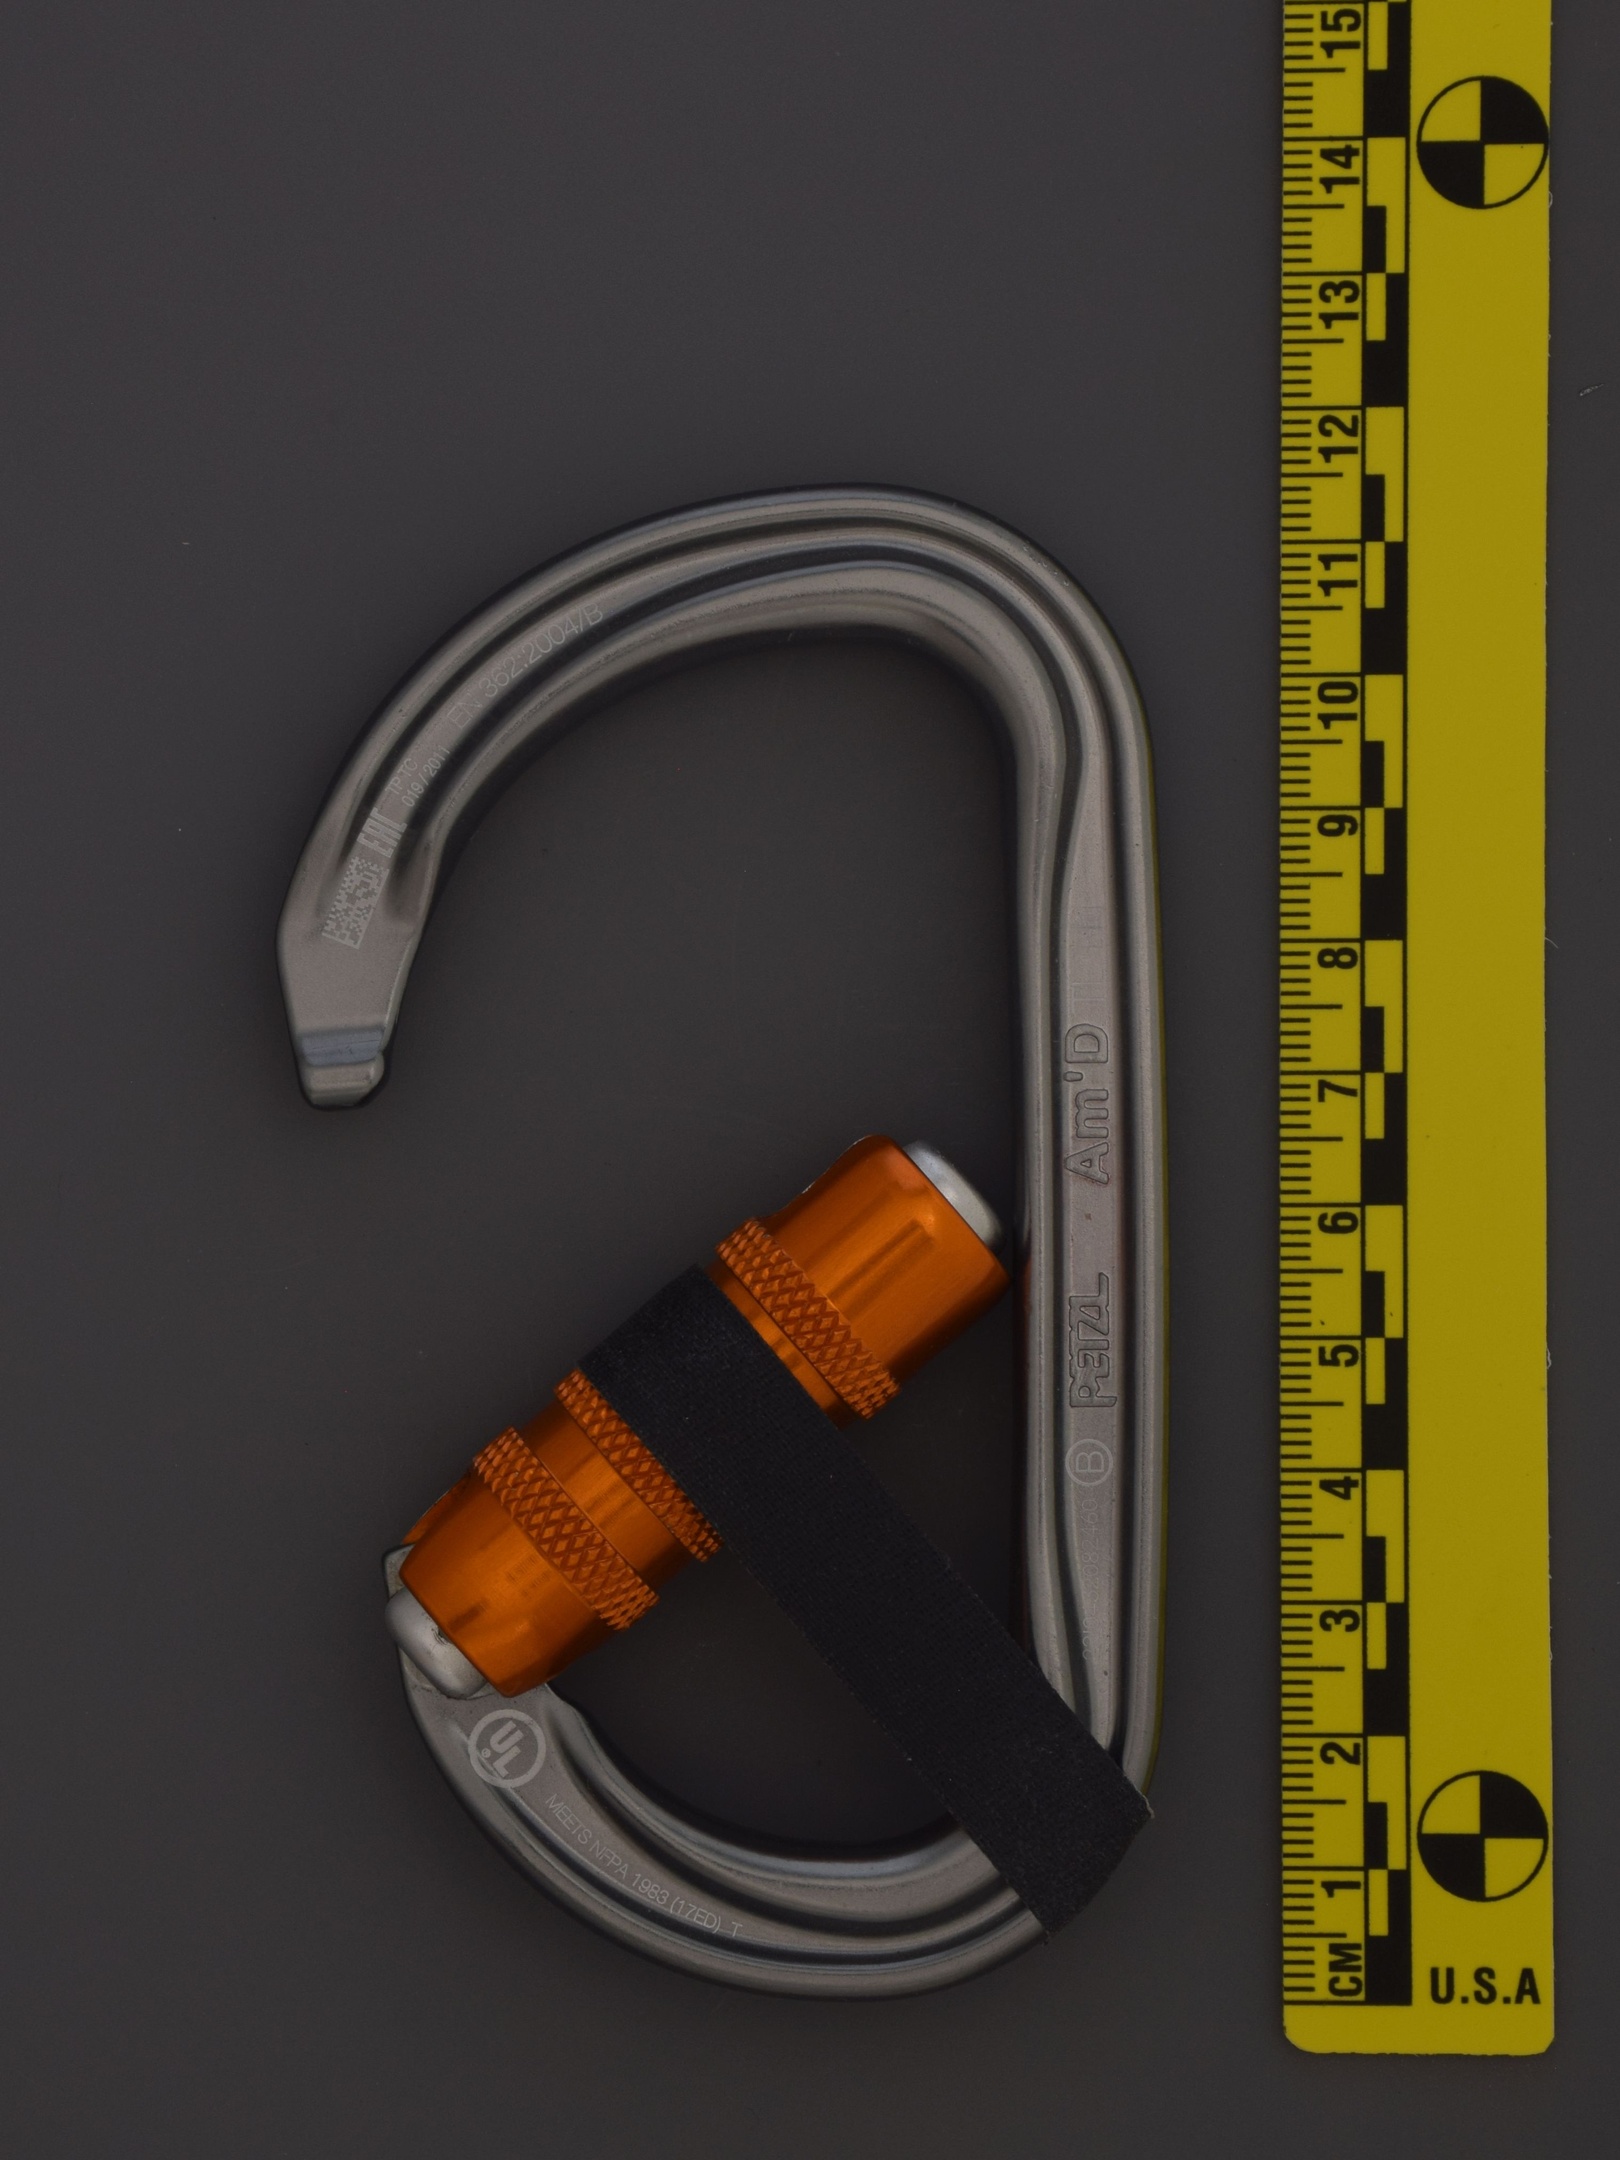 EN 362:2004/B
TP TC
019/2011
EAC
PETZL . Am'D
B
UL
MEETS NFPA 1983 (17ED) T
15
14
13
12
11
10
9
8
7
6
5
4
3
2
1
CM
U.S.A